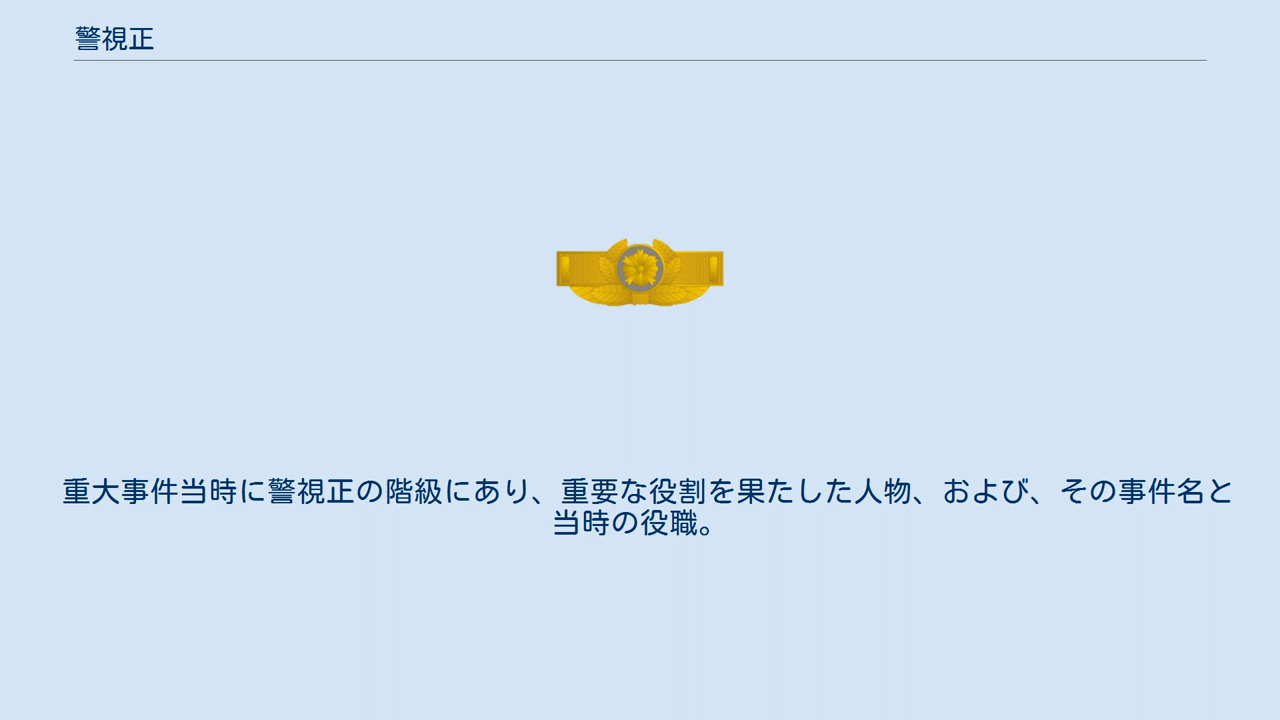 警視正
重大事件当時に警視正の階級にあり、重要な役割を果たした人物、および、その事件名と
当時の役職。